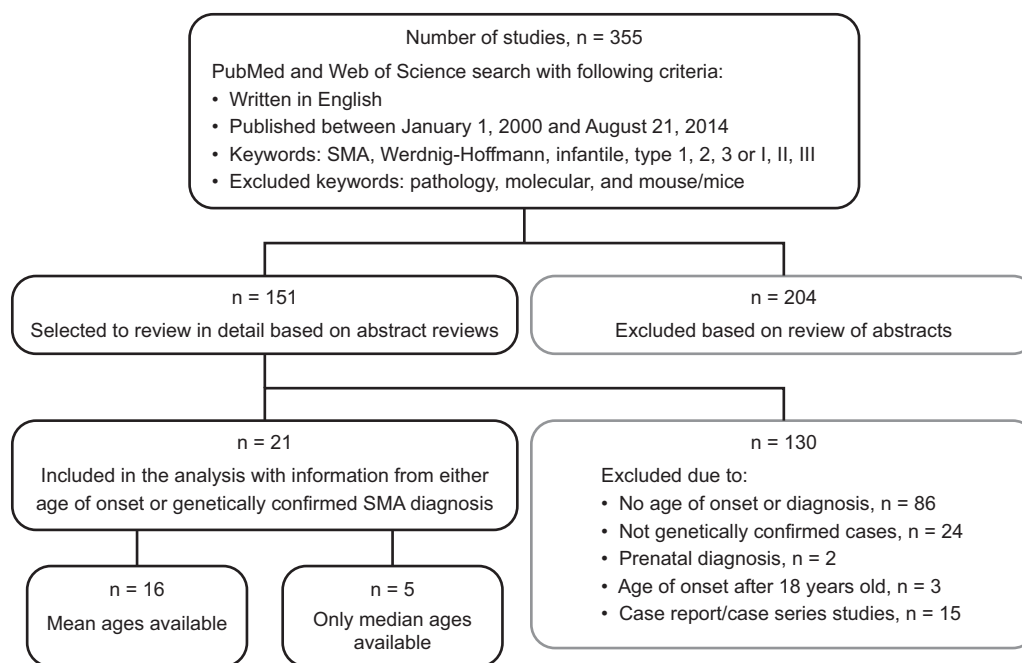 Number of studies, n = 355
PubMed and Web of Science search with following criteria:
• Written in English
• Published between January 1, 2000 and August 21, 2014
• Keywords: SMA, Werdnig-Hoffmann, infantile, type 1, 2, 3 or I, II, III
• Excluded keywords: pathology, molecular, and mouse/mice
n = 151
Selected to review in detail based on abstract reviews
n = 204
Excluded based on review of abstracts
n = 21
Included in the analysis with information from either
age of onset or genetically confirmed SMA diagnosis
n = 130
Excluded due to:
• No age of onset or diagnosis, n = 86
• Not genetically confirmed cases, n = 24
• Prenatal diagnosis, n = 2
• Age of onset after 18 years old, n = 3
• Case report/case series studies, n = 15
n = 16
Mean ages available
n = 5
Only median ages
available